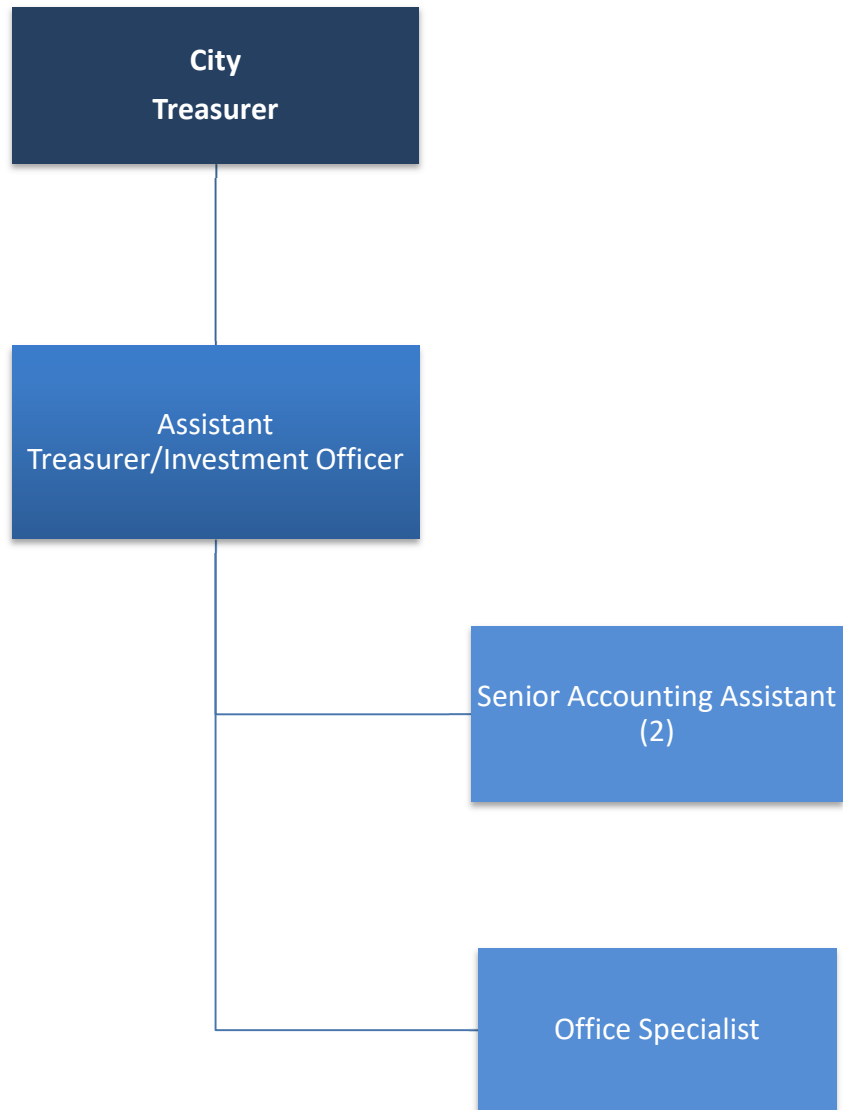 City
Treasurer
Assistant
Treasurer/Investment Officer
Senior Accounting Assistant
(2)
Office Specialist